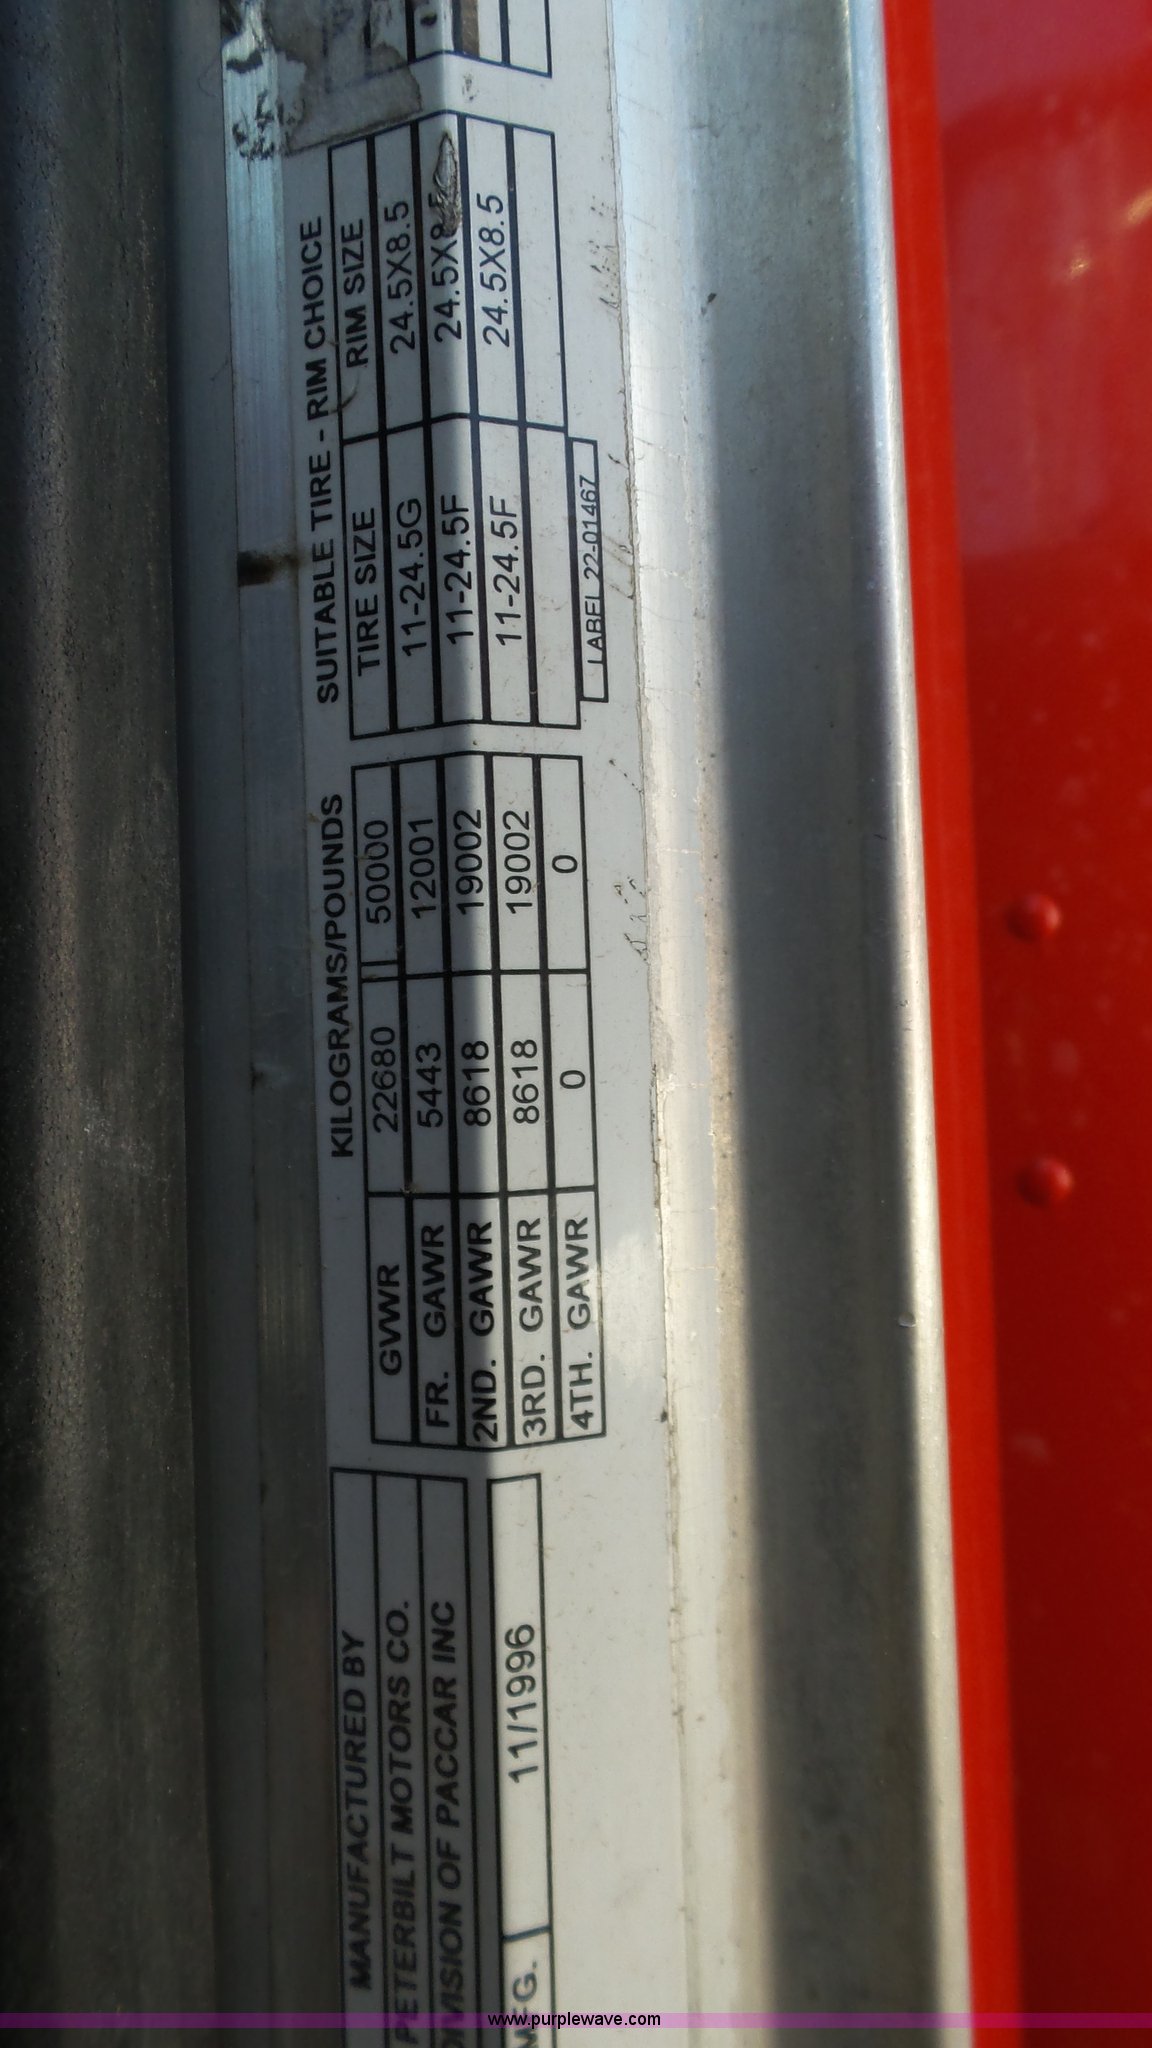 MANUFACTURED BY
PETERBILT MOTORS CO.
DIVISION OF PACCAR INC
MFG. 11/1996
KILOGRAMS/POUNDS
GVWR 22680 50000
FR. GAWR 5443 12001
2ND. GAWR 8618 19002
3RD. GAWR 8618 19002
4TH. GAWR 0 0
SUITABLE TIRE - RIM CHOICE
TIRE SIZE RIM SIZE
11-24.5G 24.5X8.5
11-24.5F 24.5X8.5
11-24.5F 24.5X8.5
LABEL 22-01467
www.purplewave.com